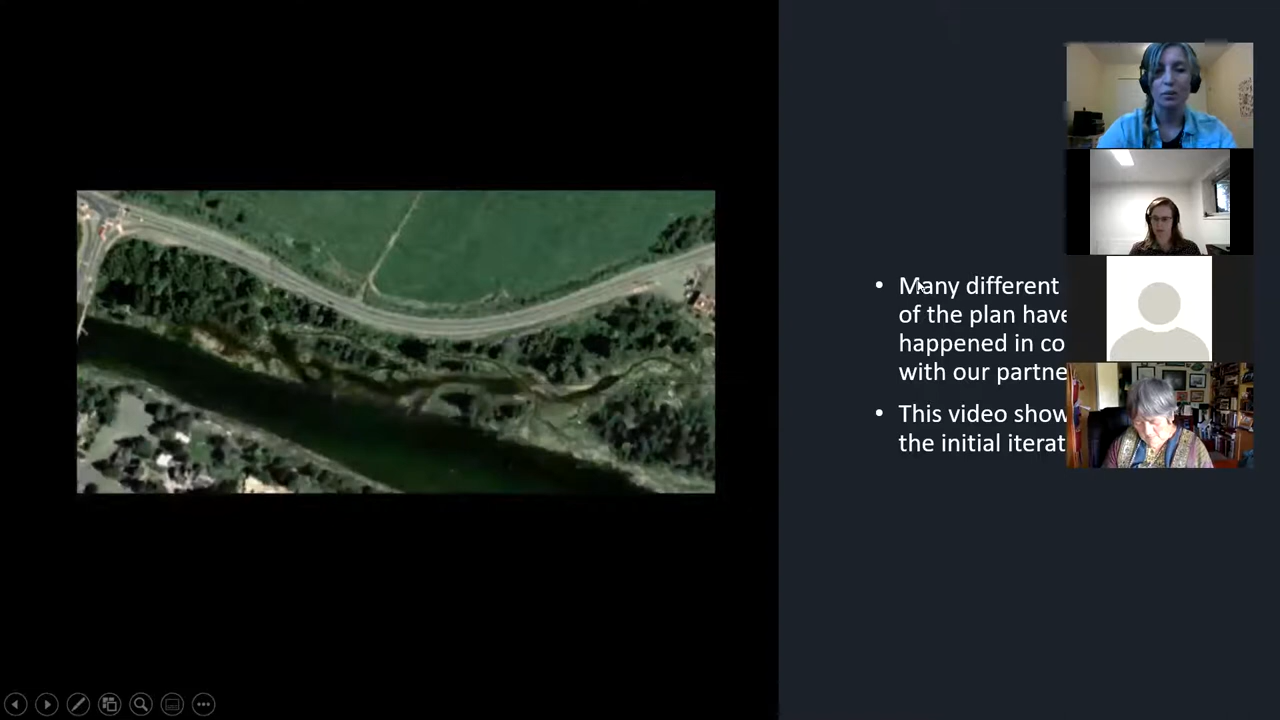 • Many different
of the plan have
happened in co
with our partne
• This video show
the initial iterat